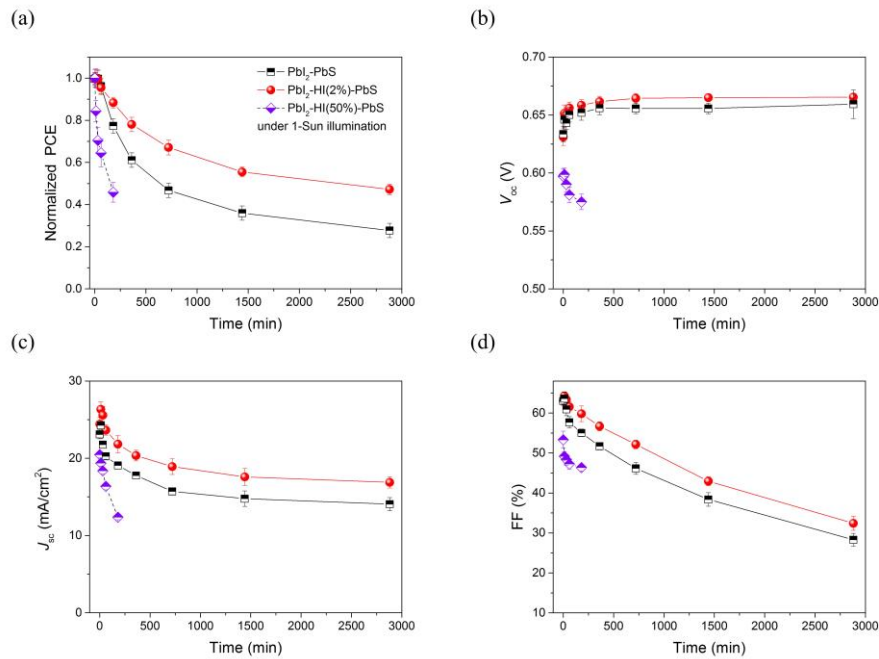 (a)
Normalized PCE
1.0
0.8
0.6
0.4
0.2
0.0
PbI₂-PbS
PbI₂-HI(2%)-PbS
PbI₂-HI(50%)-PbS
under 1-Sun illumination
0 500 1000 1500 2000 2500 3000
Time (min)
(b)
V_oc (V)
0.70
0.65
0.60
0.55
0.50
0 500 1000 1500 2000 2500 3000
Time (min)
(c)
J_sc (mA/cm²)
30
20
10
0
0 500 1000 1500 2000 2500 3000
Time (min)
(d)
FF (%)
60
50
40
30
20
10
0 500 1000 1500 2000 2500 3000
Time (min)